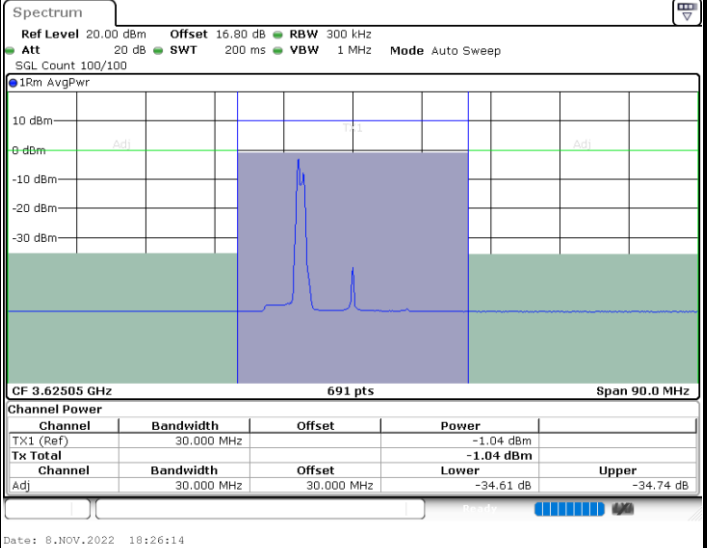 Spectrum
Ref Level 20.00 dBm Offset 16.80 dB RBW 300 kHz
Att 20 dB SWT 200 ms VBW 1 MHz Mode Auto Sweep
SGL Count 100/100
1Rm AvgPwr
10 dBm
TX1
Adj
0 dBm
Adj
-10 dBm
-20 dBm
-30 dBm
CF 3.62505 GHz 691 pts Span 90.0 MHz
Channel Power
Channel Bandwidth Offset Power
TX1 (Ref) 30.000 MHz -1.04 dBm
Tx Total -1.04 dBm
Channel Bandwidth Offset Lower Upper
Adj 30.000 MHz 30.000 MHz -34.61 dB -34.74 dB
Ready
Date: 8.NOV.2022 18:26:14